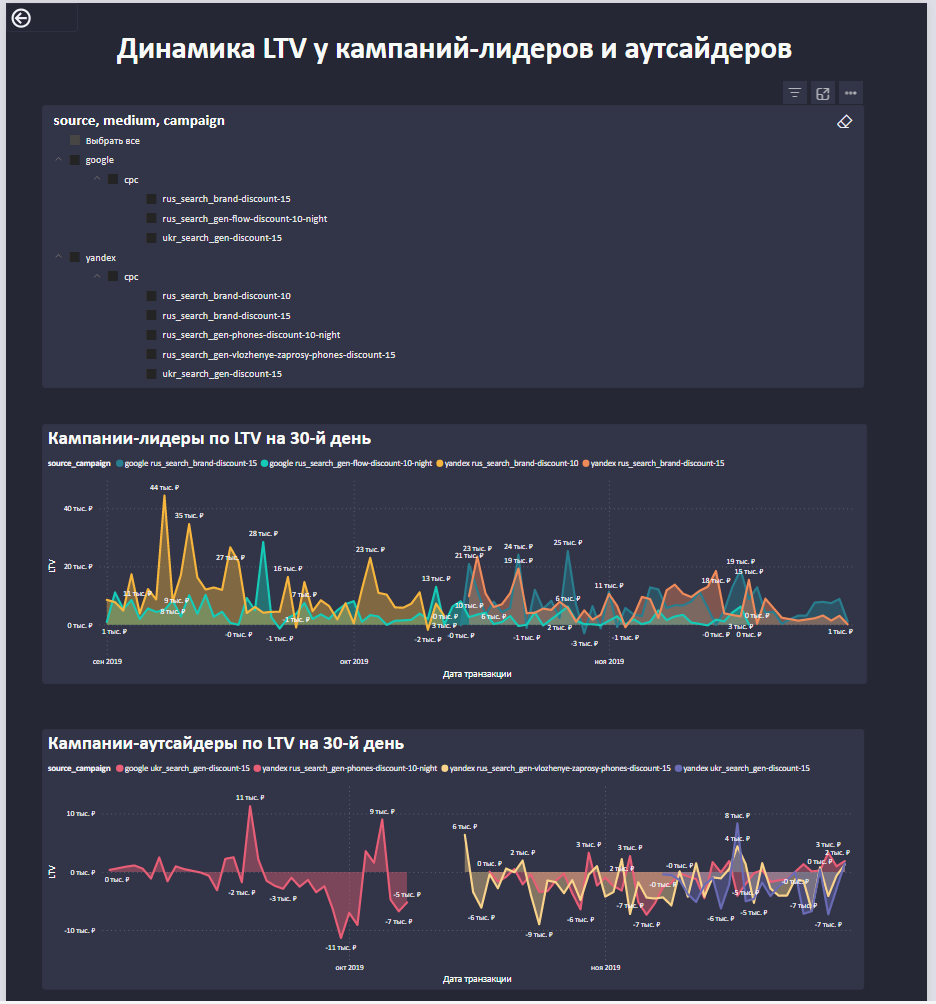 Динамика LTV у кампаний-лидеров и аутсайдеров
source, medium, campaign
Выбрать все
google
cpc
rus_search_brand-discount-15
rus_search_gen-flow-discount-10-night
ukr_search_gen-discount-15
yandex
cpc
rus_search_brand-discount-10
rus_search_brand-discount-15
rus_search_gen-phones-discount-10-night
rus_search_gen-vlozhenye-zaprosy-phones-discount-15
ukr_search_gen-discount-15
Кампании-лидеры по LTV на 30-й день
source_campaign google rus_search_brand-discount-15 google rus_search_gen-flow-discount-10-night yandex rus_search_brand-discount-10 yandex rus_search_brand-discount-15
44 тыс. ₽
40 тыс. ₽
35 тыс. ₽
28 тыс. ₽
27 тыс. ₽
23 тыс. ₽
23 тыс. ₽
24 тыс. ₽
25 тыс. ₽
21 тыс. ₽
19 тыс. ₽
19 тыс. ₽
20 тыс. ₽
16 тыс. ₽
13 тыс. ₽
15 тыс. ₽
18 тыс. ₽
11 тыс. ₽
11 тыс. ₽
7 тыс. ₽
9 тыс. ₽
8 тыс. ₽
10 тыс. ₽
6 тыс. ₽
6 тыс. ₽
0 тыс. ₽
0 тыс. ₽
-1 тыс. ₽
3 тыс. ₽
2 тыс. ₽
3 тыс. ₽
LTV
0 тыс. ₽
1 тыс. ₽
-0 тыс. ₽
-1 тыс. ₽
-2 тыс. ₽
-0 тыс. ₽
-1 тыс. ₽
-3 тыс. ₽
-1 тыс. ₽
-0 тыс. ₽
0 тыс. ₽
1 тыс. ₽
сен 2019
окт 2019
ноя 2019
Дата транзакции
Кампании-аутсайдеры по LTV на 30-й день
source_campaign google ukr_search_gen-discount-15 yandex rus_search_gen-phones-discount-10-night yandex rus_search_gen-vlozhenye-zaprosy-phones-discount-15 yandex ukr_search_gen-discount-15
11 тыс. ₽
10 тыс. ₽
9 тыс. ₽
8 тыс. ₽
6 тыс. ₽
4 тыс. ₽
3 тыс. ₽
3 тыс. ₽
3 тыс. ₽
2 тыс. ₽
2 тыс. ₽
0 тыс. ₽
2 тыс. ₽
-0 тыс. ₽
0 тыс. ₽
LTV
0 тыс. ₽
0 тыс. ₽
-0 тыс. ₽
-0 тыс. ₽
-2 тыс. ₽
-3 тыс. ₽
-5 тыс. ₽
-5 тыс. ₽
-7 тыс. ₽
-7 тыс. ₽
-6 тыс. ₽
-6 тыс. ₽
-6 тыс. ₽
-5 тыс. ₽
-7 тыс. ₽
-7 тыс. ₽
-7 тыс. ₽
-10 тыс. ₽
-9 тыс. ₽
-11 тыс. ₽
окт 2019
ноя 2019
Дата транзакции